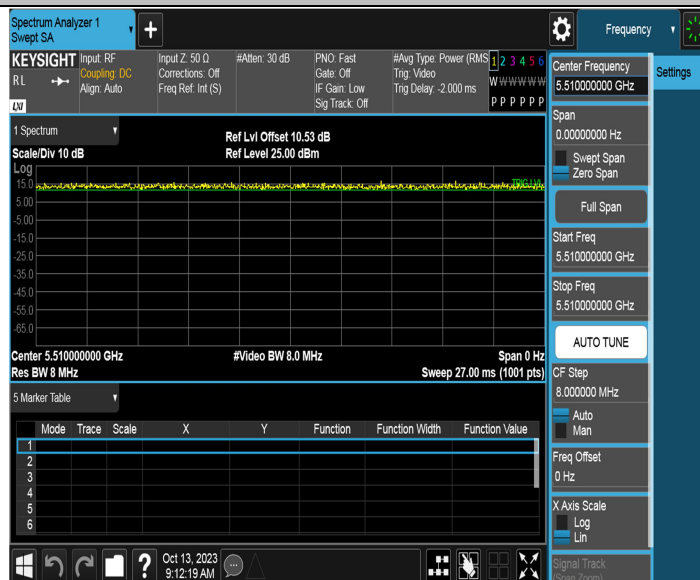 Spectrum Analyzer 1
Swept SA
Frequency
KEYSIGHT
R L
LNI
Input: RF
Coupling: DC
Align: Auto
Input Z: 50 Ω
Corrections: Off
Freq Ref: Int (S)
#Atten: 30 dB
PNO: Fast
Gate: Off
IF Gain: Low
Sig Track: Off
#Avg Type: Power (RMS
Trig: Video
Trig Delay: -2.000 ms
1 2 3 4 5 6
W W W W W W
P P P P P P
1 Spectrum
Scale/Div 10 dB
Ref Lvl Offset 10.53 dB
Ref Level 25.00 dBm
Log
15.0
TRIG LVL
5.00
-5.00
-15.0
-25.0
-35.0
-45.0
-55.0
-65.0
Center 5.510000000 GHz
#Video BW 8.0 MHz
Span 0 Hz
Res BW 8 MHz
Sweep 27.00 ms (1001 pts)
5 Marker Table
Mode Trace Scale X Y Function Function Width Function Value
1
2
3
4
5
6
Oct 13, 2023
9:12:19 AM
Center Frequency
5.510000000 GHz
Settings
Span
0.00000000 Hz
Swept Span
Zero Span
Full Span
Start Freq
5.510000000 GHz
Stop Freq
5.510000000 GHz
AUTO TUNE
CF Step
8.000000 MHz
Auto
Man
Freq Offset
0 Hz
X Axis Scale
Log
Lin
Signal Track
(Span Zoom)